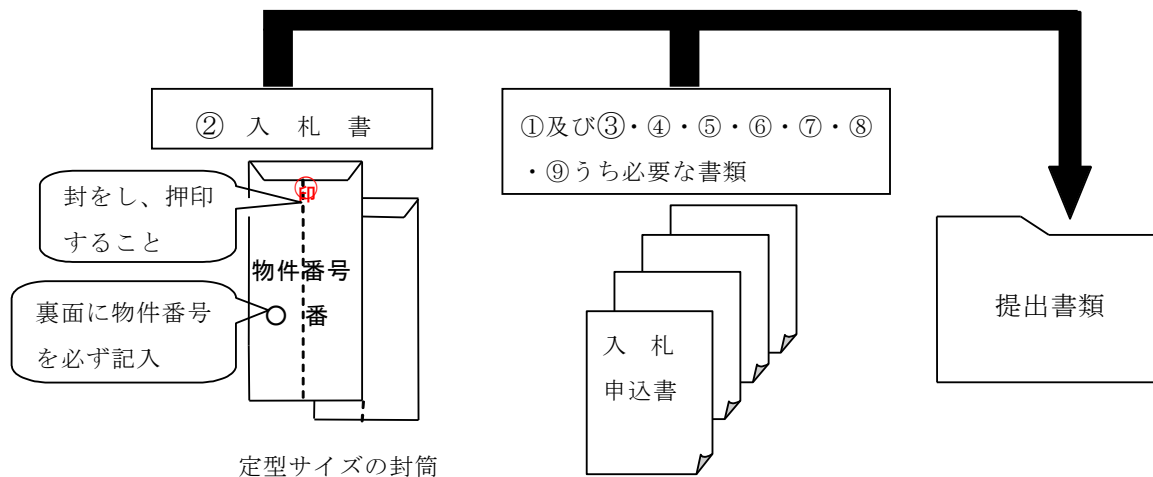 ② 入 札 書
①及び③・④・⑤・⑥・⑦・⑧
・⑨うち必要な書類
封をし、押印
すること
印
物件番号
○ 番
裏面に物件番号
を必ず記入
定型サイズの封筒
入 札
申込書
提出書類